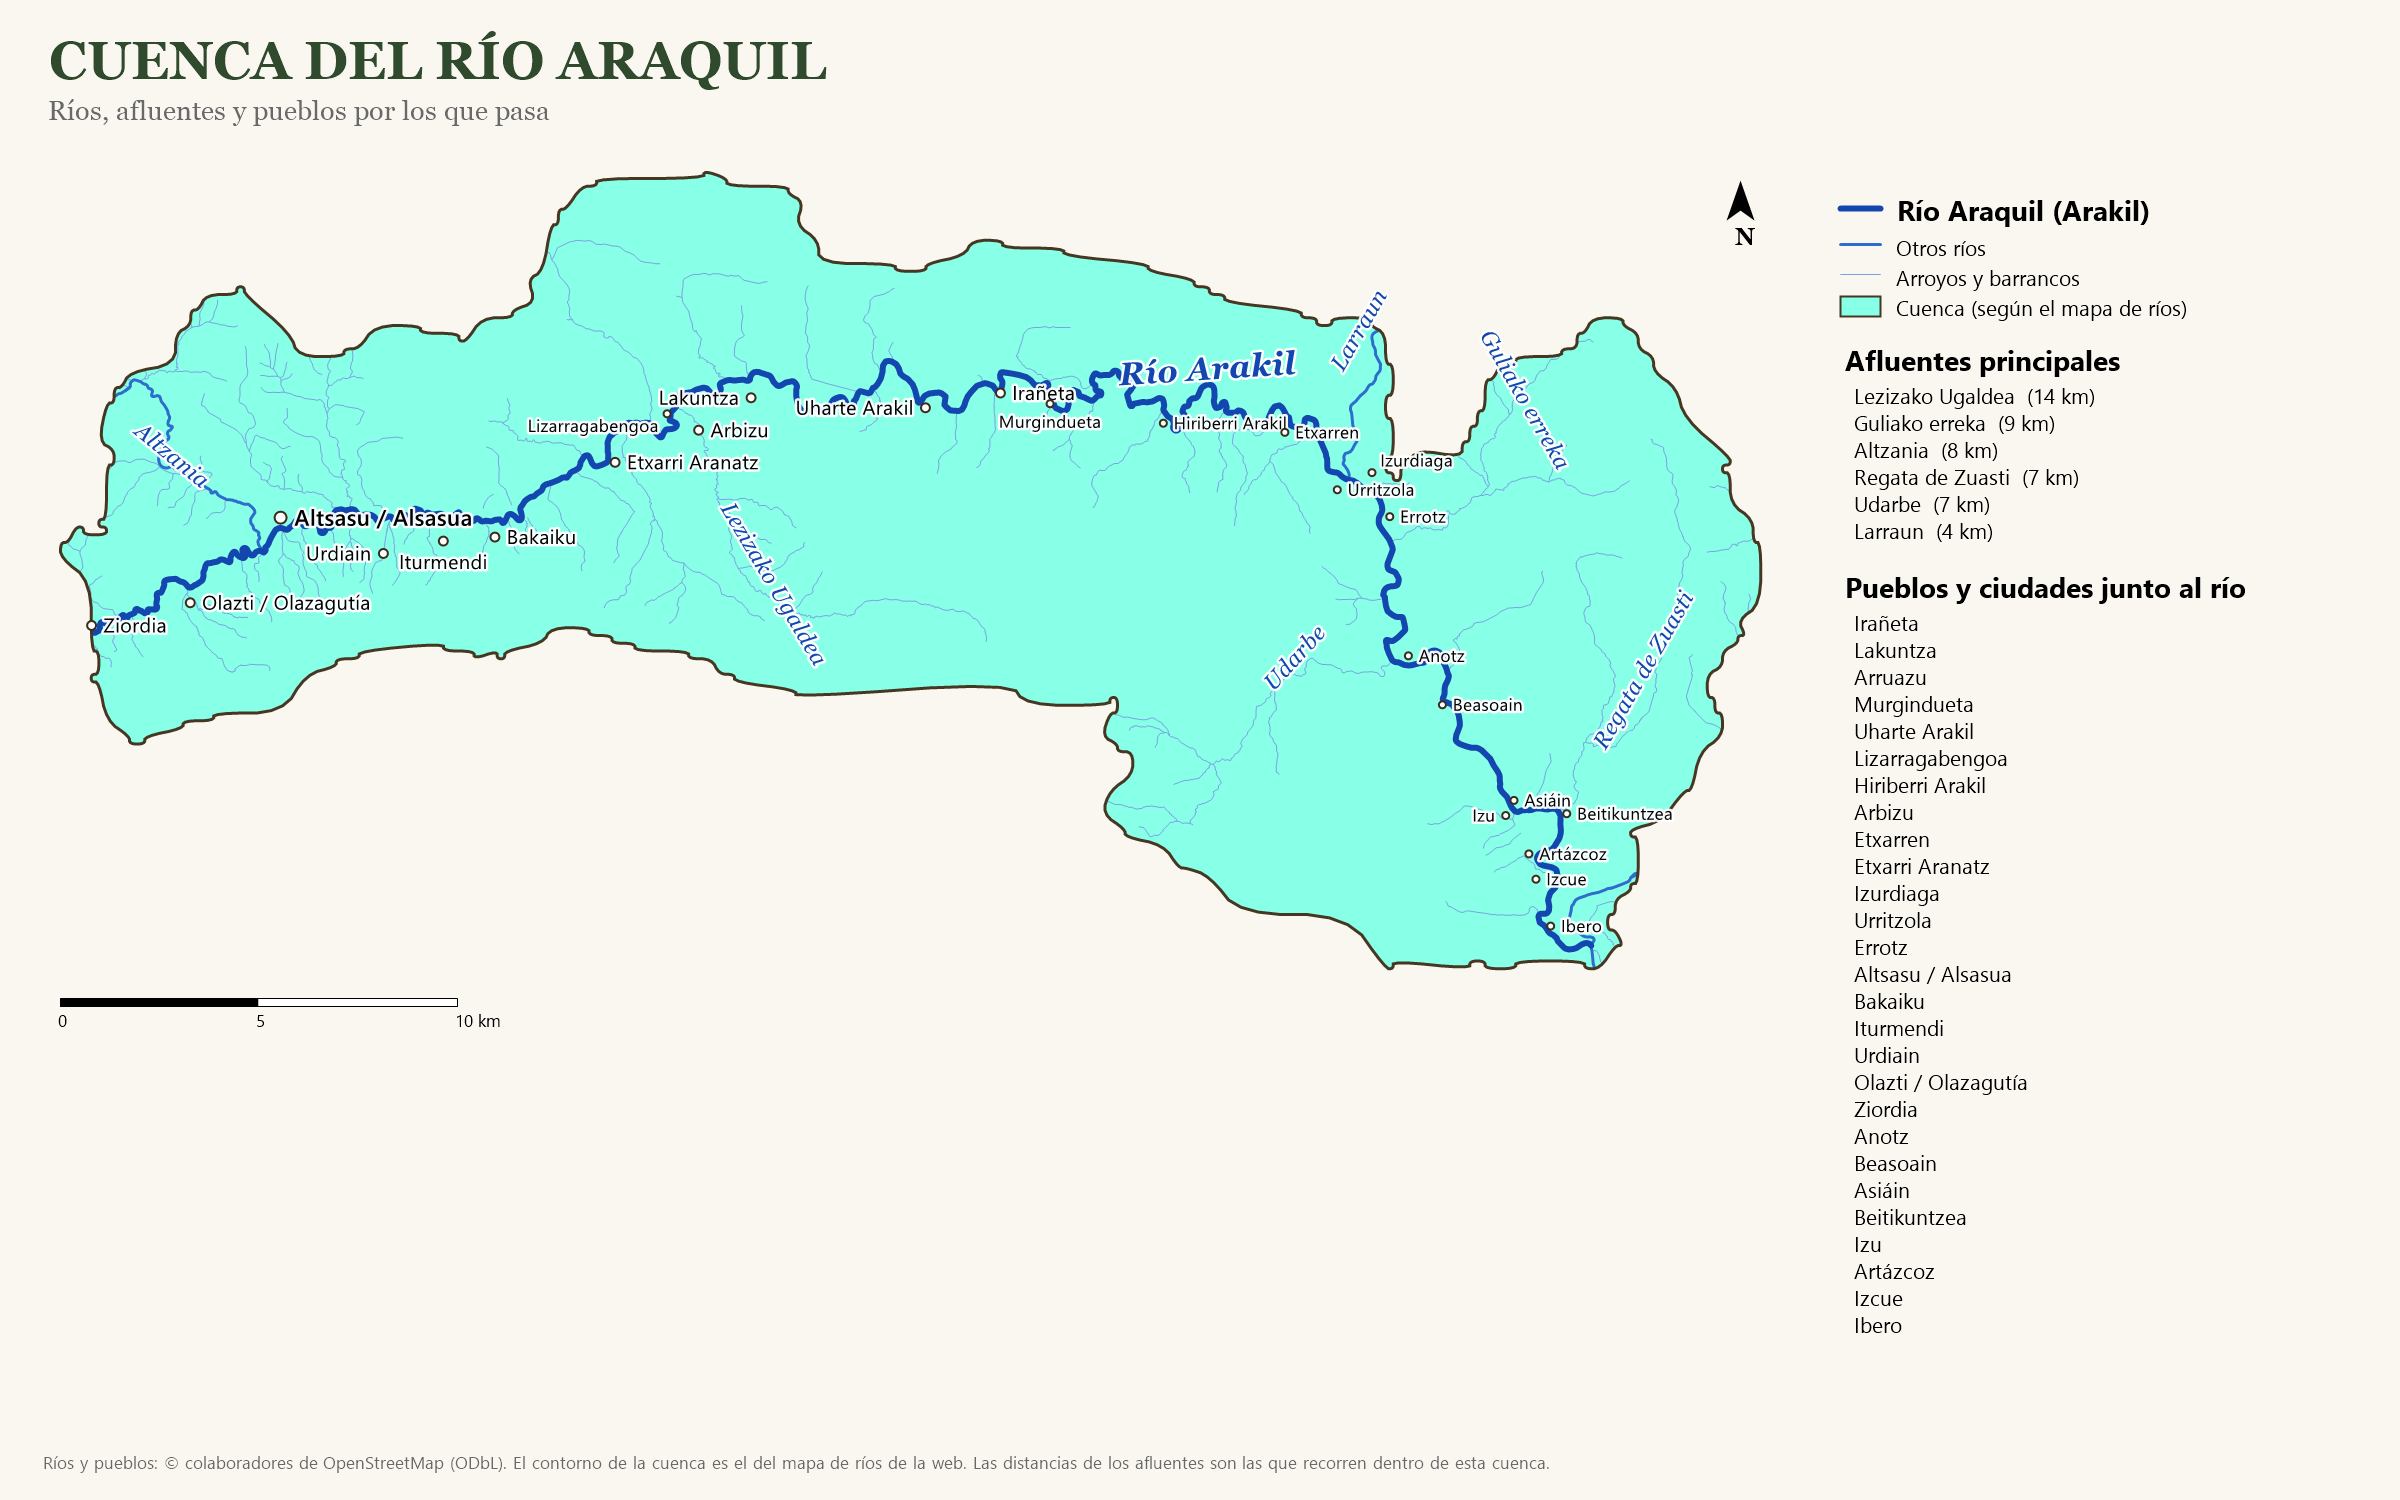 CUENCA DEL RÍO ARAQUIL
Ríos, afluentes y pueblos por los que pasa
N
Río Araquil (Arakil)
Otros ríos
Arroyos y barrancos
Cuenca (según el mapa de ríos)
Afluentes principales
Lezizako Ugaldea (14 km)
Guliako erreka (9 km)
Altzania (8 km)
Regata de Zuasti (7 km)
Udarbe (7 km)
Larraun (4 km)
Pueblos y ciudades junto al río
Irañeta
Lakuntza
Arruazu
Murgindueta
Uharte Arakil
Lizarragabengoa
Hiriberri Arakil
Arbizu
Etxarren
Etxarri Aranatz
Izurdiaga
Urritzola
Errotz
Altsasu / Alsasua
Bakaiku
Iturmendi
Urdiain
Olazti / Olazagutía
Ziordia
Anotz
Beasoain
Asiáin
Beitikuntzea
Izu
Artázcoz
Izcue
Ibero
Larraun
Guliako erreka
Río Arakil
Irañeta
Lakuntza
Uharte Arakil
Murgindueta
Hiriberri Arakil
Lizarragabengoa
Arbizu
Etxarren
Altzania
Etxarri Aranatz
Izurdiaga
Urritzola
Errotz
Altsasu / Alsasua
Bakaiku
Urdiain
Iturmendi
Lezizako Ugaldea
Olazti / Olazagutía
Ziordia
Udarbe
Anotz
Regata de Zuasti
Beasoain
Asiáin
Izu
Beitikuntzea
Artázcoz
Izcue
Ibero
0 5 10 km
Ríos y pueblos: © colaboradores de OpenStreetMap (ODbL). El contorno de la cuenca es el del mapa de ríos de la web. Las distancias de los afluentes son las que recorren dentro de esta cuenca.